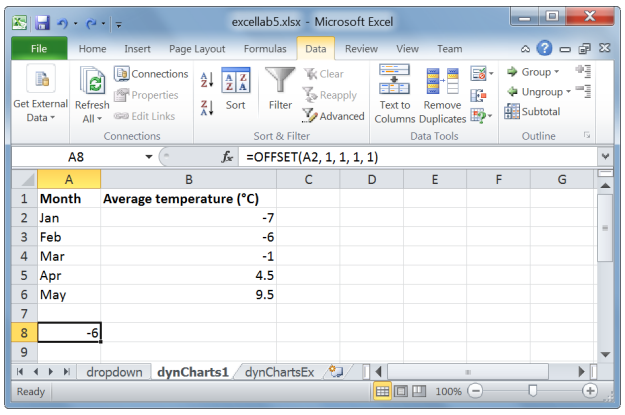 excellab5.xlsx - Microsoft Excel
File Home Insert Page Layout Formulas Data Review View Team
Get External Data
Refresh All
Connections
Properties
Edit Links
Connections
A Z
Z A
A Z Z A
Sort
Filter
Clear
Reapply
Advanced
Sort & Filter
Text to Columns
Remove Duplicates
Data Tools
Group
Ungroup
Subtotal
Outline
A8 fx =OFFSET(A2, 1, 1, 1, 1)
A B C D E F G
1 Month Average temperature (°C)
2 Jan -7
3 Feb -6
4 Mar -1
5 Apr 4.5
6 May 9.5
7
8 -6
9
dropdown dynCharts1 dynChartsEx
Ready 100%